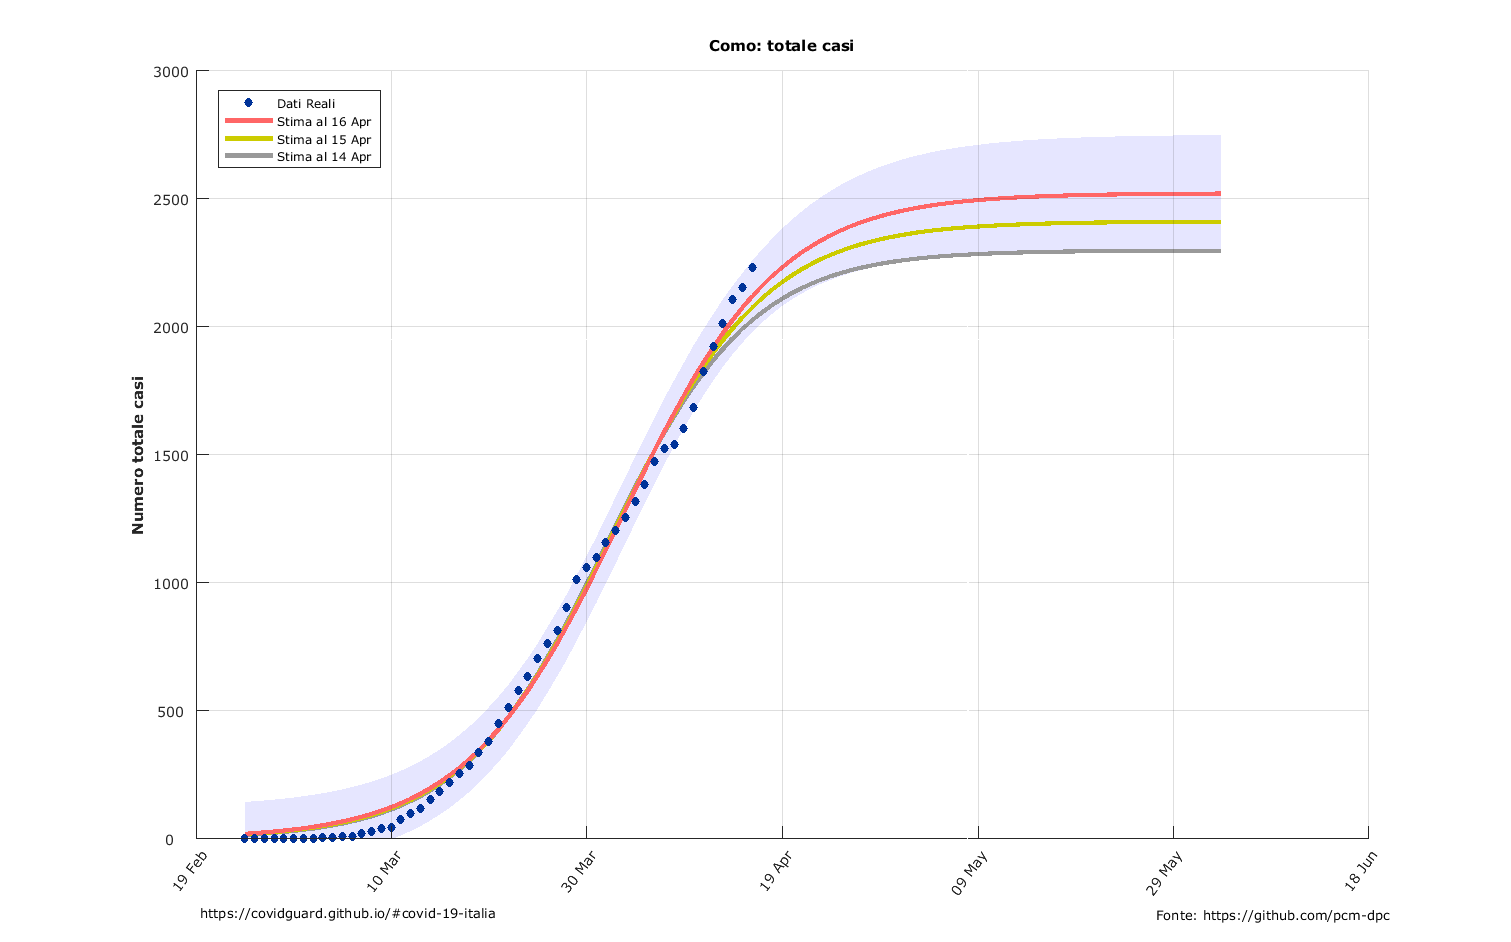 Como: totale casi
Dati Reali
Stima al 16 Apr
Stima al 15 Apr
Stima al 14 Apr
Numero totale casi
3000
2500
2000
1500
1000
500
0
19 Feb
10 Mar
30 Mar
19 Apr
09 May
29 May
18 Jun
https://covidguard.github.io/#covid-19-italia
Fonte: https://github.com/pcm-dpc